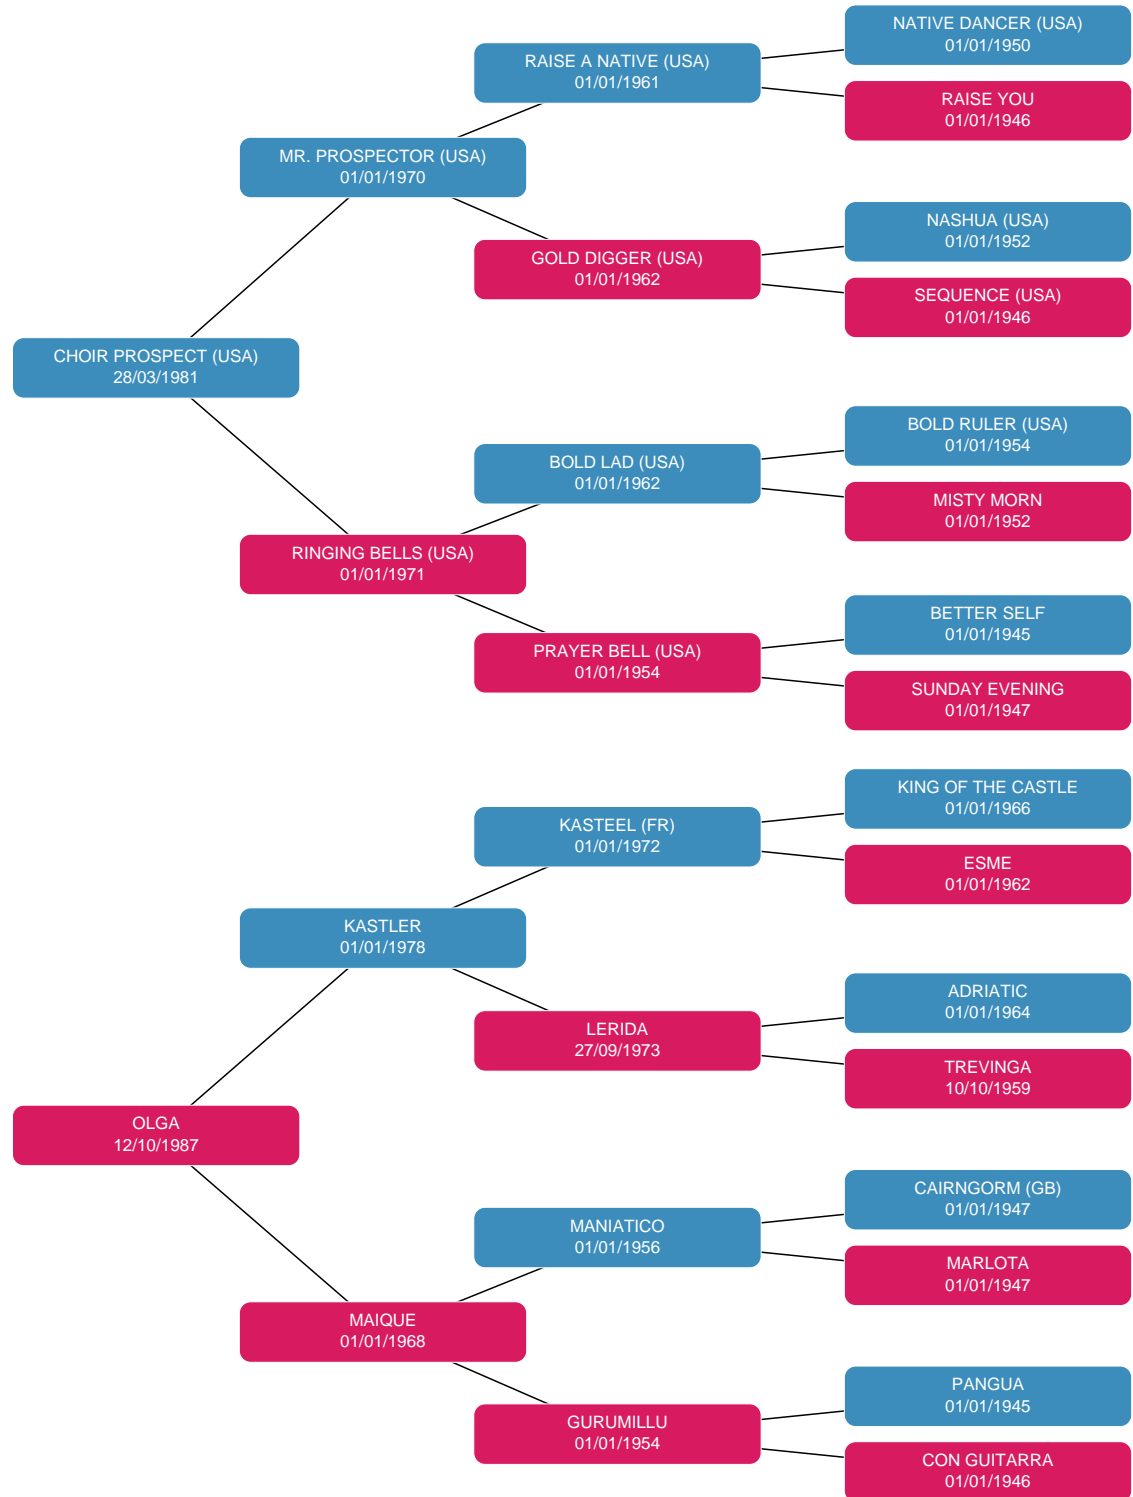 NATIVE DANCER (USA)
01/01/1950
RAISE A NATIVE (USA)
01/01/1961
RAISE YOU
01/01/1946
MR. PROSPECTOR (USA)
01/01/1970
NASHUA (USA)
01/01/1952
GOLD DIGGER (USA)
01/01/1962
SEQUENCE (USA)
01/01/1946
CHOIR PROSPECT (USA)
28/03/1981
BOLD RULER (USA)
01/01/1954
BOLD LAD (USA)
01/01/1962
MISTY MORN
01/01/1952
RINGING BELLS (USA)
01/01/1971
BETTER SELF
01/01/1945
PRAYER BELL (USA)
01/01/1954
SUNDAY EVENING
01/01/1947
KING OF THE CASTLE
01/01/1966
KASTEEL (FR)
01/01/1972
ESME
01/01/1962
KASTLER
01/01/1978
ADRIATIC
01/01/1964
LERIDA
27/09/1973
TREVINGA
10/10/1959
OLGA
12/10/1987
CAIRNGORM (GB)
01/01/1947
MANIATICO
01/01/1956
MARLOTA
01/01/1947
MAIQUE
01/01/1968
PANGUA
01/01/1945
GURUMILLU
01/01/1954
CON GUITARRA
01/01/1946